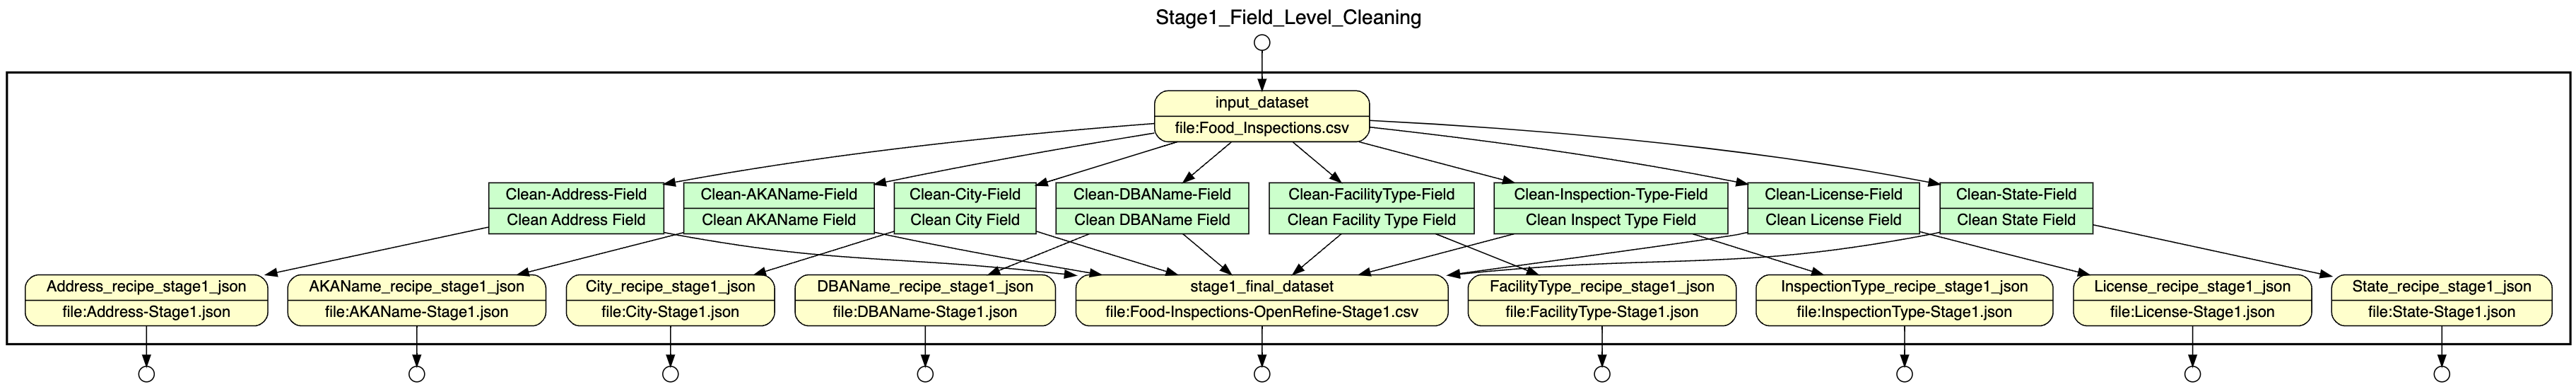 Stage1_Field_Level_Cleaning
input_dataset
file:Food_Inspections.csv
Clean-Address-Field
Clean Address Field
Clean-AKAName-Field
Clean AKAName Field
Clean-City-Field
Clean City Field
Clean-DBAName-Field
Clean DBAName Field
Clean-FacilityType-Field
Clean Facility Type Field
Clean-Inspection-Type-Field
Clean Inspect Type Field
Clean-License-Field
Clean License Field
Clean-State-Field
Clean State Field
Address_recipe_stage1_json
file:Address-Stage1.json
AKAName_recipe_stage1_json
file:AKAName-Stage1.json
City_recipe_stage1_json
file:City-Stage1.json
DBAName_recipe_stage1_json
file:DBAName-Stage1.json
stage1_final_dataset
file:Food-Inspections-OpenRefine-Stage1.csv
FacilityType_recipe_stage1_json
file:FacilityType-Stage1.json
InspectionType_recipe_stage1_json
file:InspectionType-Stage1.json
License_recipe_stage1_json
file:License-Stage1.json
State_recipe_stage1_json
file:State-Stage1.json